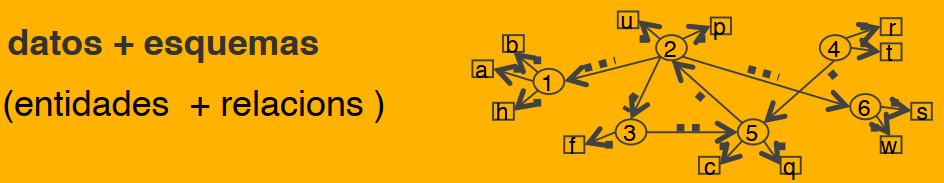 datos + esquemas
(entidades + relacions )
u
p
r
b
2
4
t
a
1
h
6
s
f
3
5
w
c
q